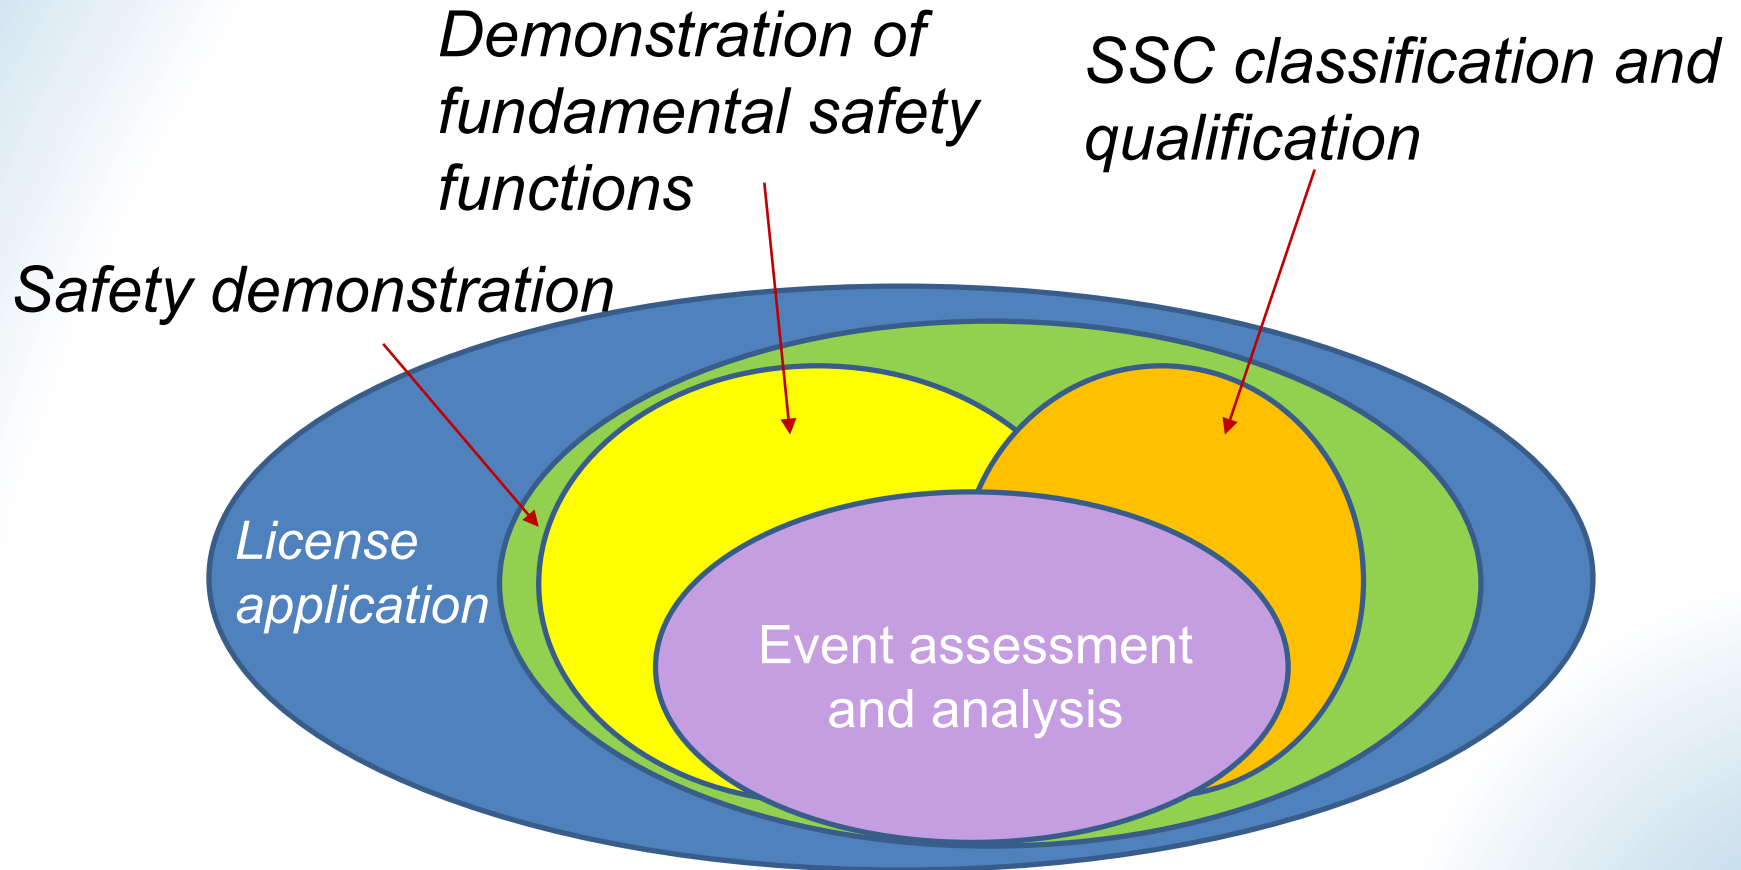 Demonstration of
fundamental safety
functions
SSC classification and
qualification
Safety demonstration
License
application
Event assessment
and analysis